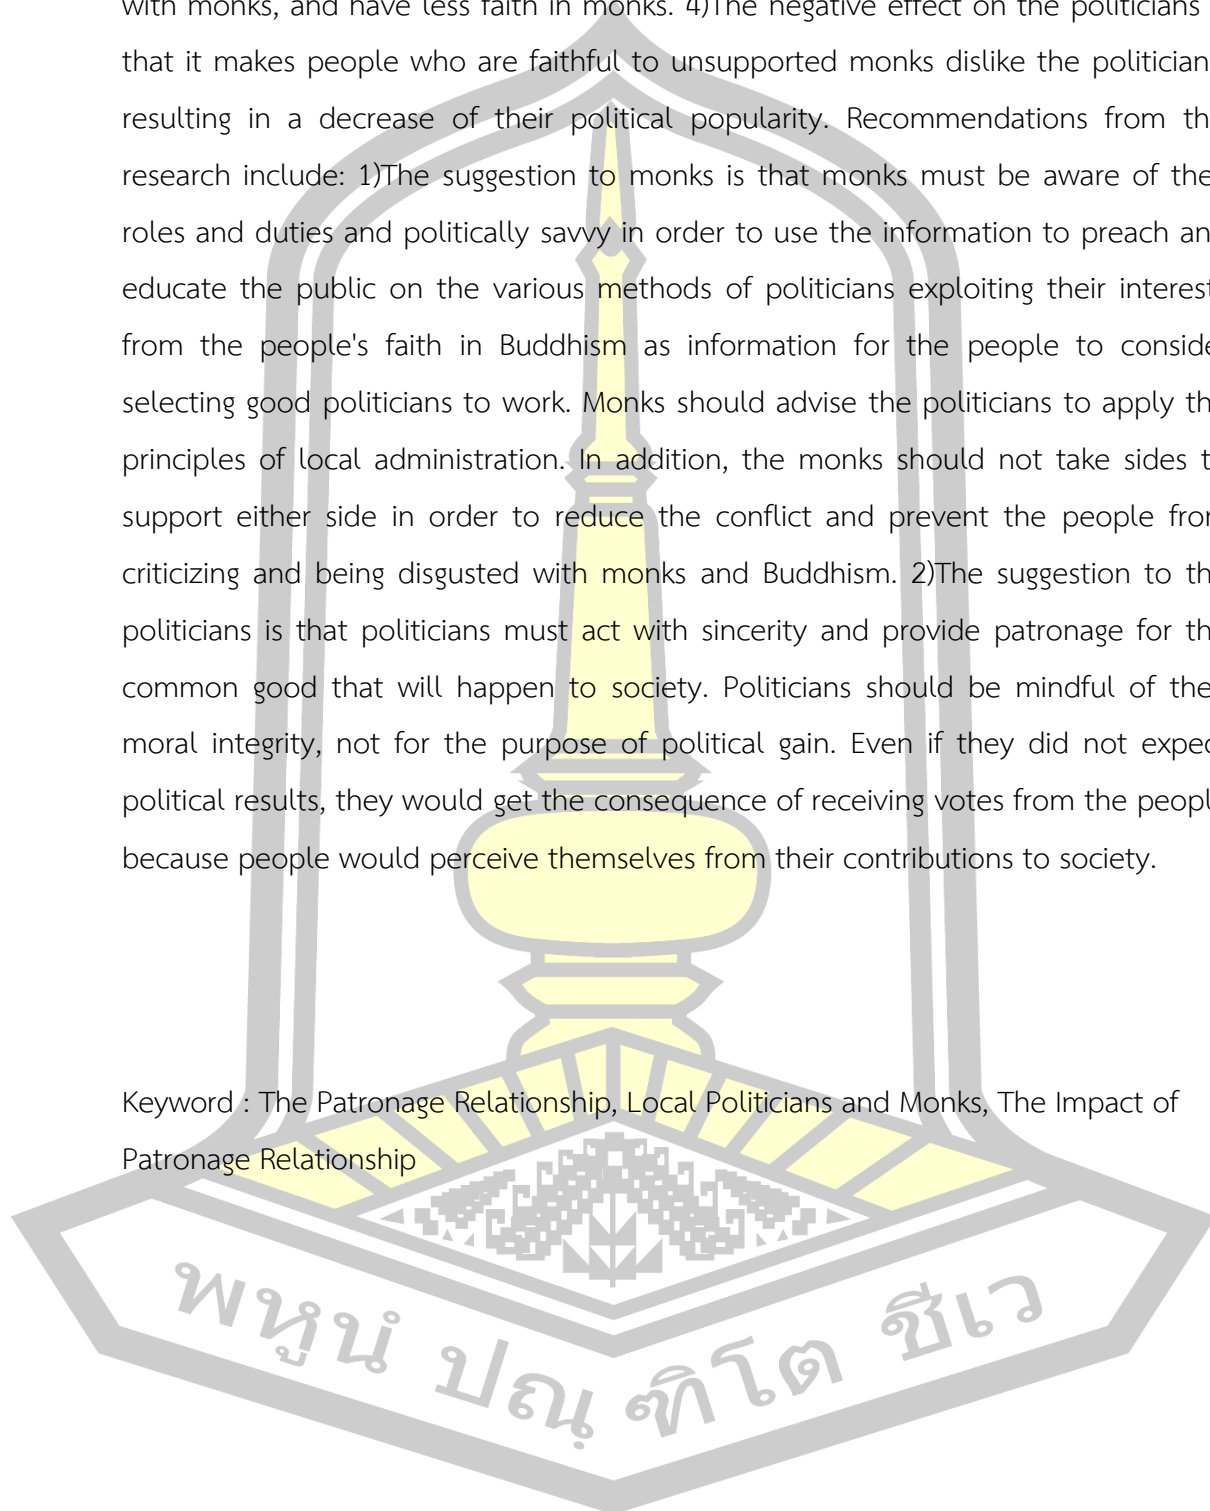 with monks, and have less faith in monks. 4)The negative effect on the politicians
that it makes people who are faithful to unsupported monks dislike the politician
resulting in a decrease of their political popularity. Recommendations from th
research include: 1)The suggestion to monks is that monks must be aware of the
roles and duties and politically savvy in order to use the information to preach an
educate the public on the various methods of politicians exploiting their interest
from the people's faith in Buddhism as information for the people to conside
selecting good politicians to work. Monks should advise the politicians to apply th
principles of local administration. In addition, the monks should not take sides t
support either side in order to reduce the conflict and prevent the people from
criticizing and being disgusted with monks and Buddhism. 2)The suggestion to th
politicians is that politicians must act with sincerity and provide patronage for th
common good that will happen to society. Politicians should be mindful of the
moral integrity, not for the purpose of political gain. Even if they did not expec
political results, they would get the consequence of receiving votes from the peopl
because people would perceive themselves from their contributions to society.
Keyword : The Patronage Relationship, Local Politicians and Monks, The Impact of
Patronage Relationship
พหูนํ ปณฺฑิโต ชีเว